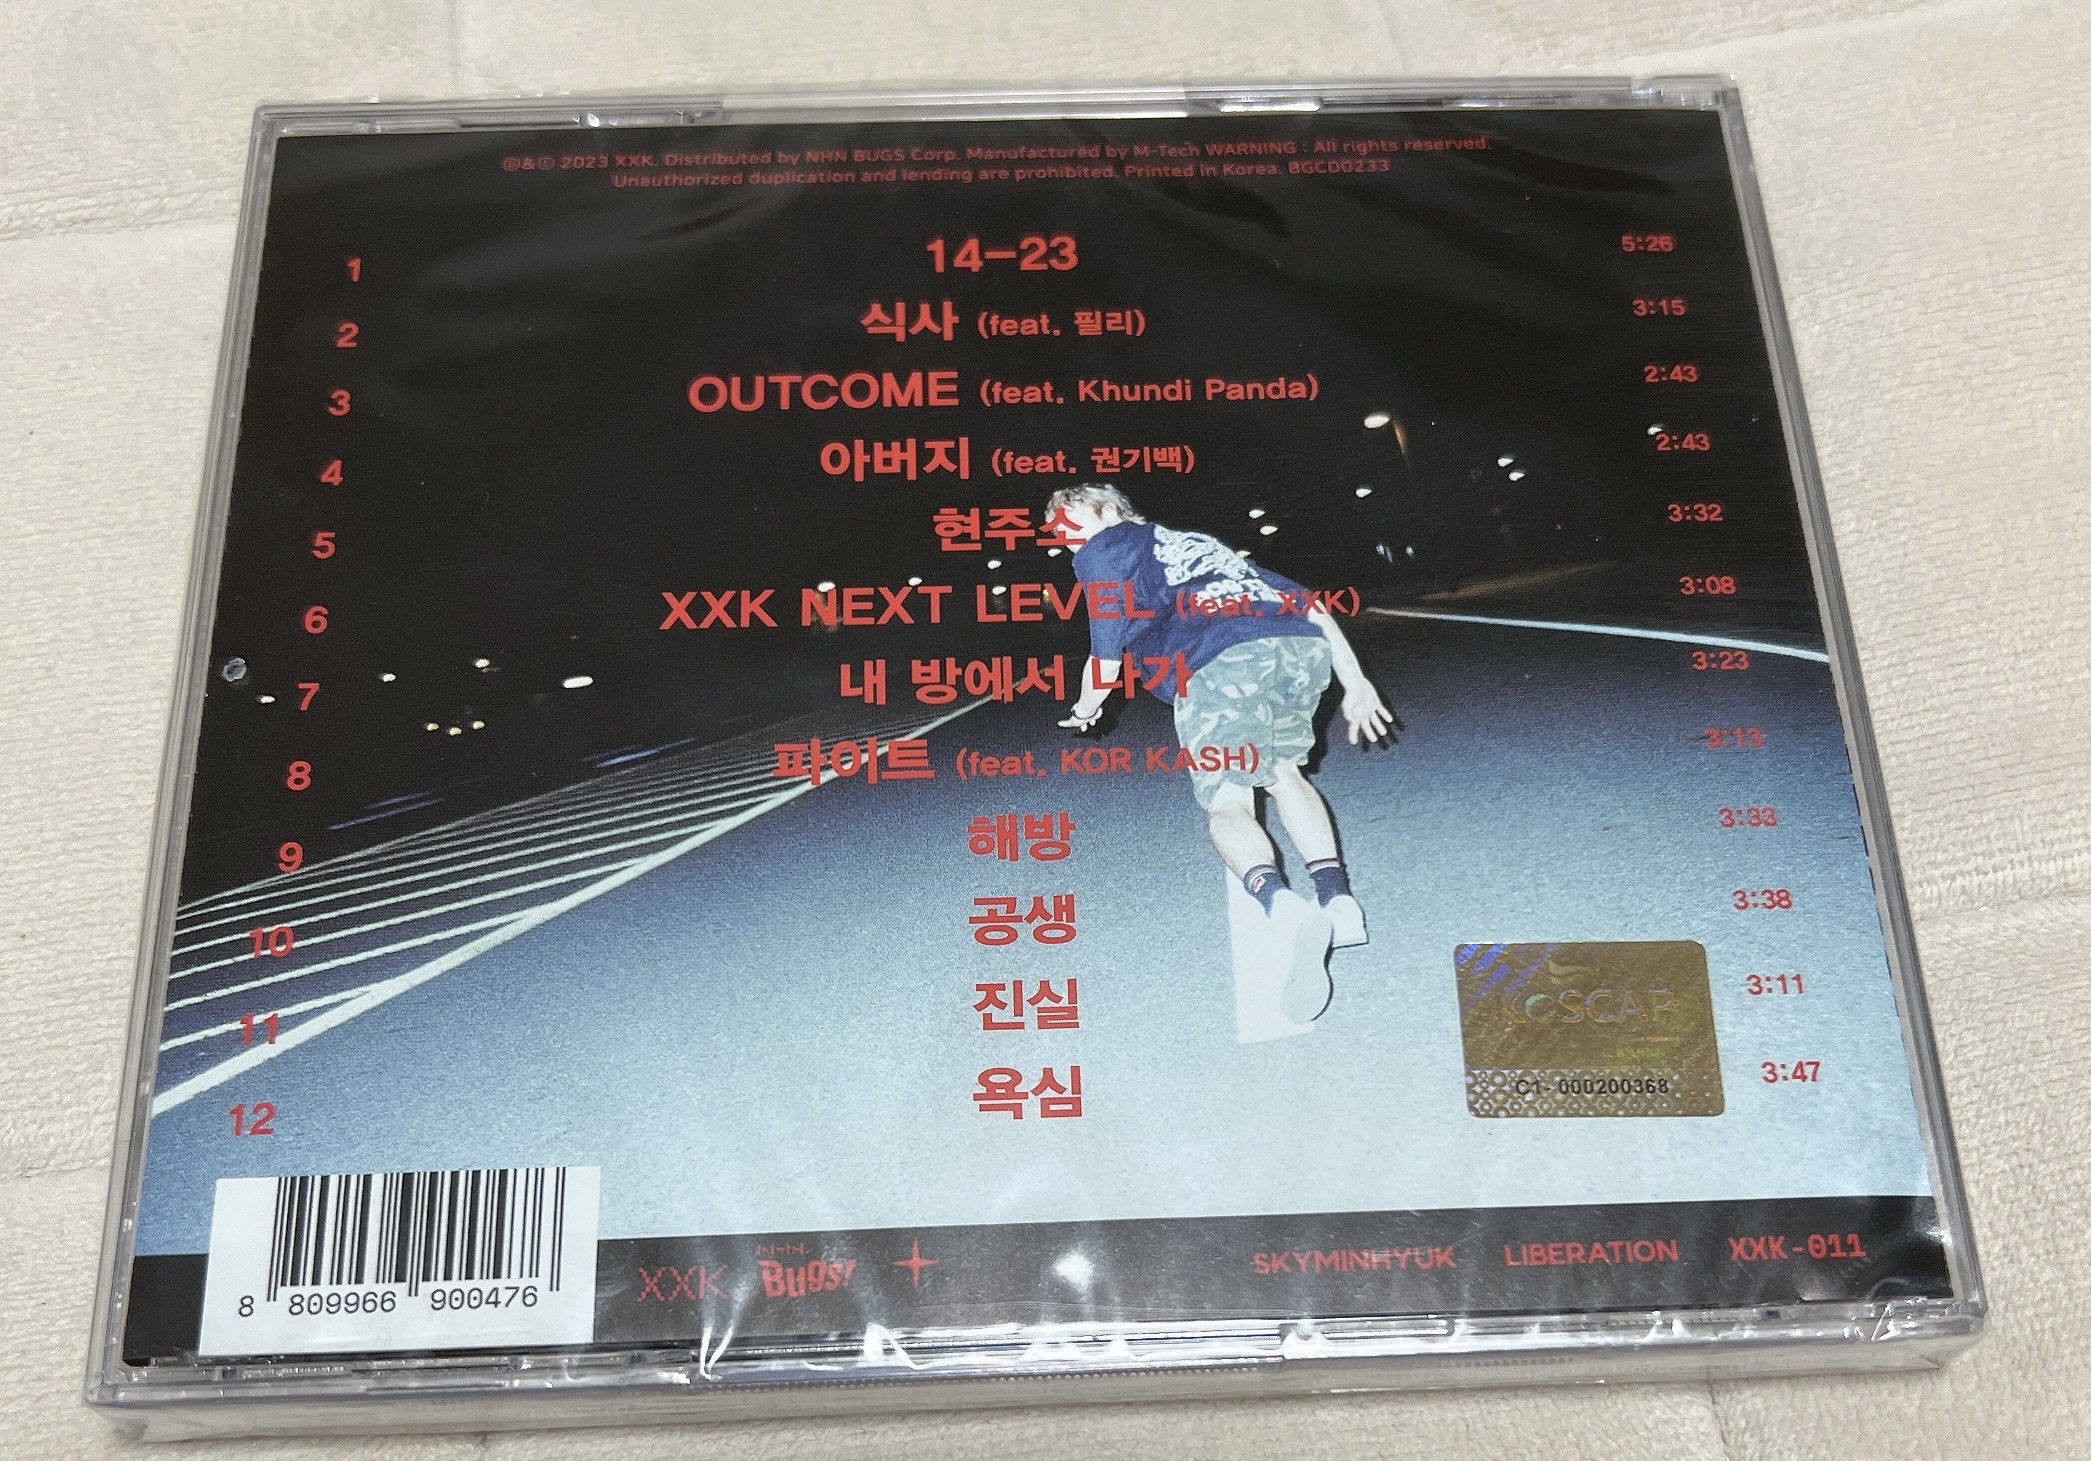 ℗&© 2023 XXK. Distributed by NHN BUGS Corp. Manufactured by M-Tech WARNING : All rights reserved.
Unauthorized duplication and lending are prohibited. Printed in Korea. BGCD0233
1 14-23 5:26
2 식사 (feat. 필리) 3:15
3 OUTCOME (feat. Khundi Panda) 2:43
4 아버지 (feat. 권기백) 2:43
5 현주소 3:32
6 XXK NEXT LEVEL (feat. XXK) 3:08
7 내 방에서 나가 3:23
8 파이트 (feat. KOR KASH) 3:13
9 해방 3:33
10 공생 3:38
11 진실 3:11
12 욕심 3:47
KOSCAP
C1- 000200368
8 809966 900476
XXK NHN Bugs! SKYMINHYUK LIBERATION XXK-011